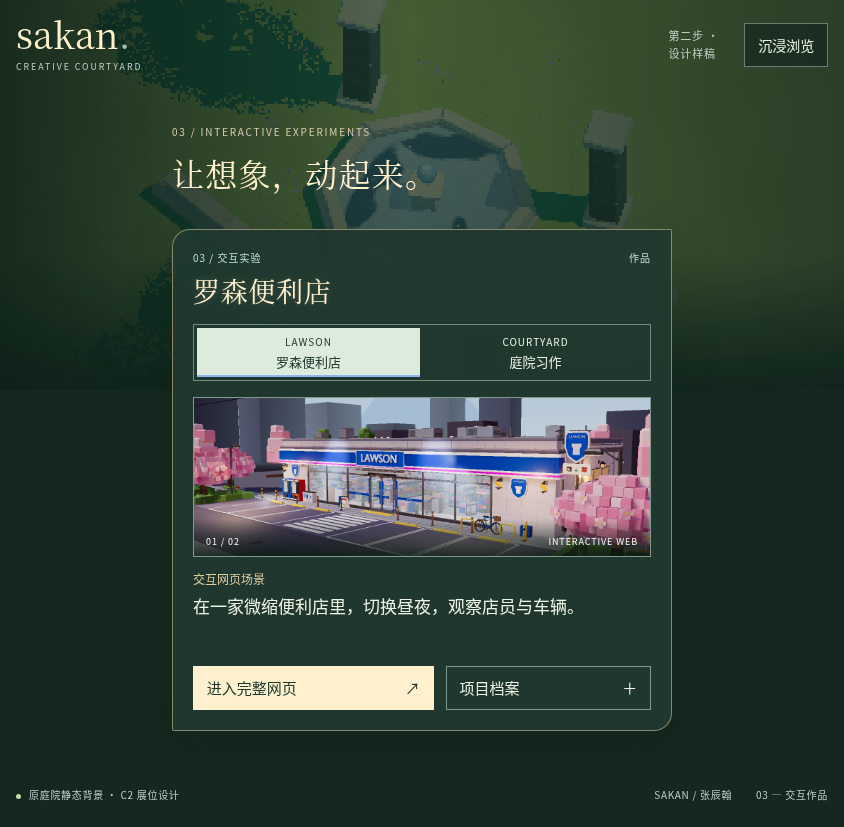 sakan.
CREATIVE COURTYARD
第二步 ·
设计样稿
沉浸浏览
03 / INTERACTIVE EXPERIMENTS
让想象，动起来。
03 / 交互实验
作品
罗森便利店
LAWSON
罗森便利店
COURTYARD
庭院习作
LAWSON
LAWSON
01 / 02
INTERACTIVE WEB
交互网页场景
在一家微缩便利店里，切换昼夜，观察店员与车辆。
进入完整网页 ↗
项目档案 ＋
原庭院静态背景 · C2 展位设计
SAKAN / 张辰翰
03 — 交互作品